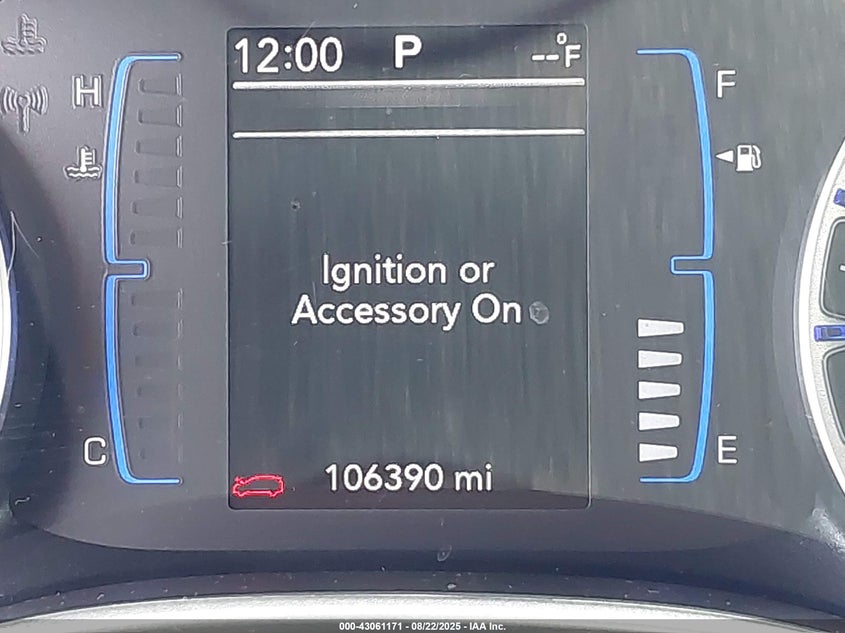 12:00 P --°F
H
F
Ignition or
Accessory On
C
E
106390 mi
000-43061171 - 08/22/2025 - IAA Inc.